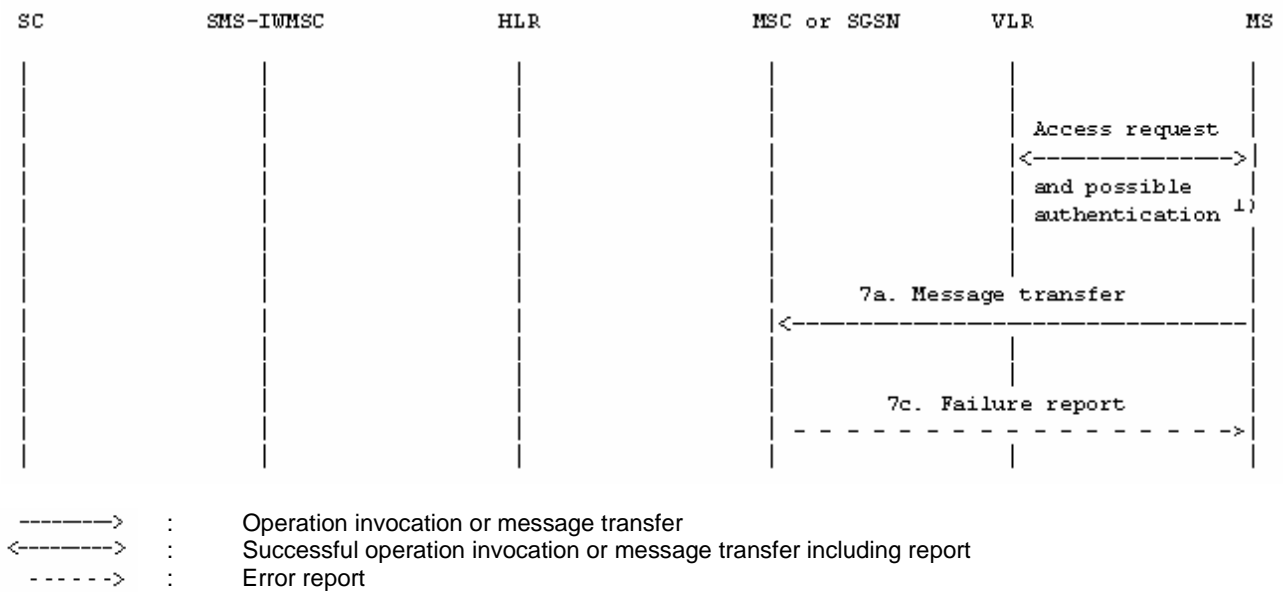 SC SMS-IWMSC HLR MSC or SGSN VLR MS
Access request
and possible
authentication 1)
7a. Message transfer
7c. Failure report
: Operation invocation or message transfer
: Successful operation invocation or message transfer including report
: Error report